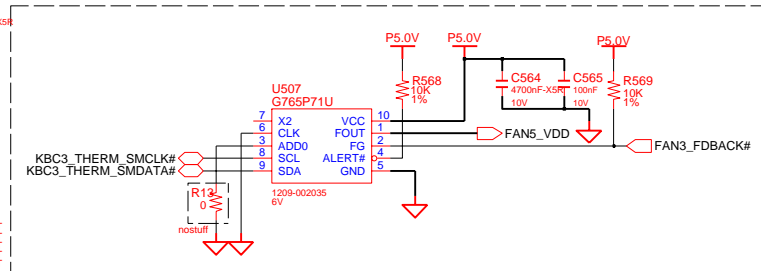 X5R
P5.0V
P5.0V
P5.0V
U507
G765P71U
R568
10K
1%
C564
4700nF-X5R
10V
C565
100nF
10V
R569
10K
1%
7 X2 VCC 10
6 CLK FOUT 1
3 ADD0 FG 2
8 SCL ALERT# 4
9 SDA GND 5
FAN5_VDD
FAN3_FDBACK#
KBC3_THERM_SMCLK#
KBC3_THERM_SMDATA#
1209-002035
6V
R13
0
nostuff